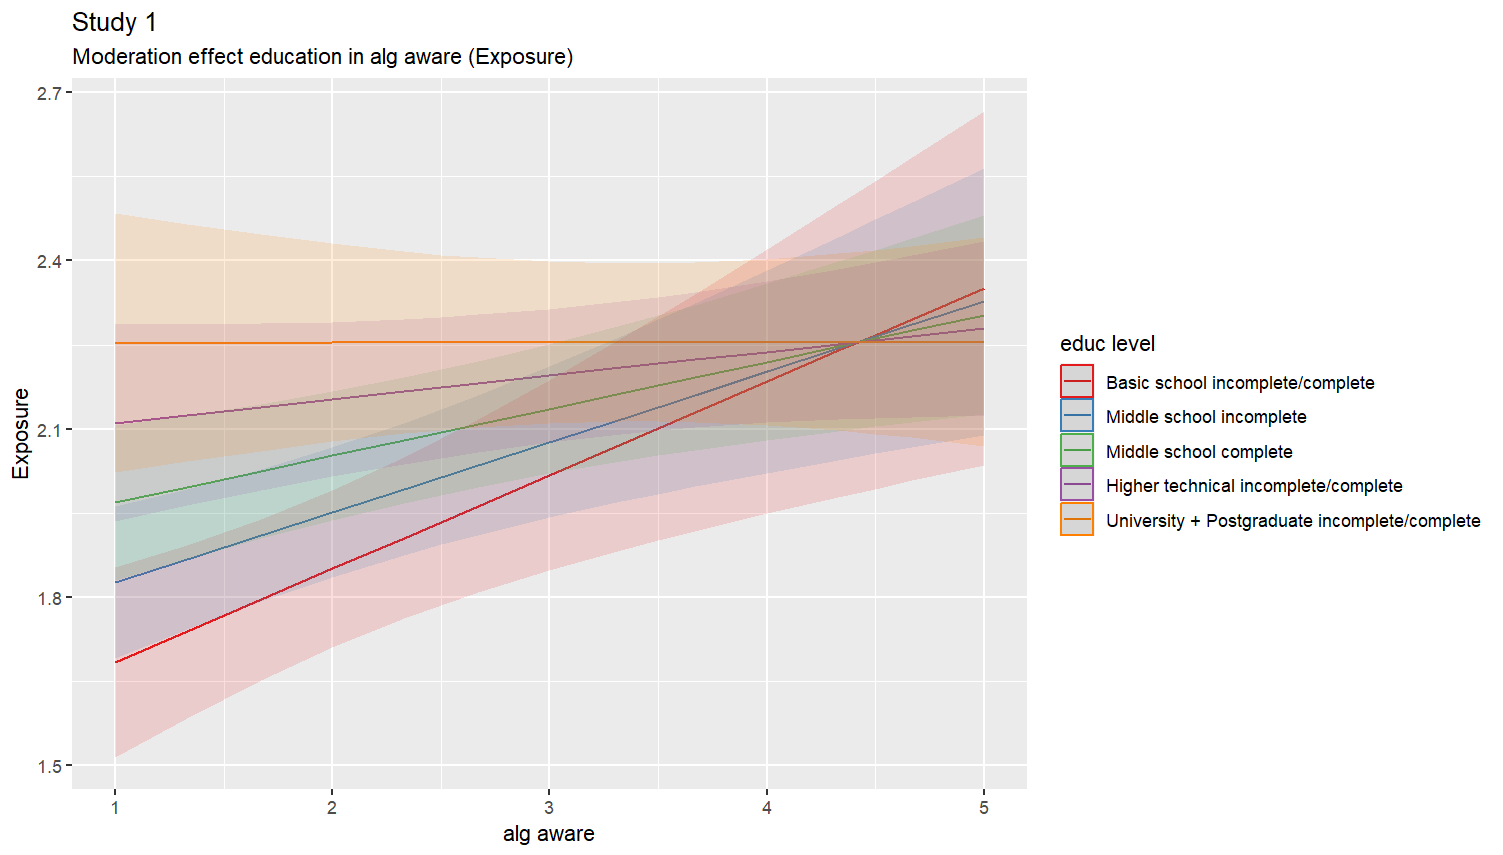 Study 1
Moderation effect education in alg aware (Exposure)
2.7
2.4
2.1
1.8
1.5
Exposure
1 2 3 4 5
alg aware
educ level
Basic school incomplete/complete
Middle school incomplete
Middle school complete
Higher technical incomplete/complete
University + Postgraduate incomplete/complete